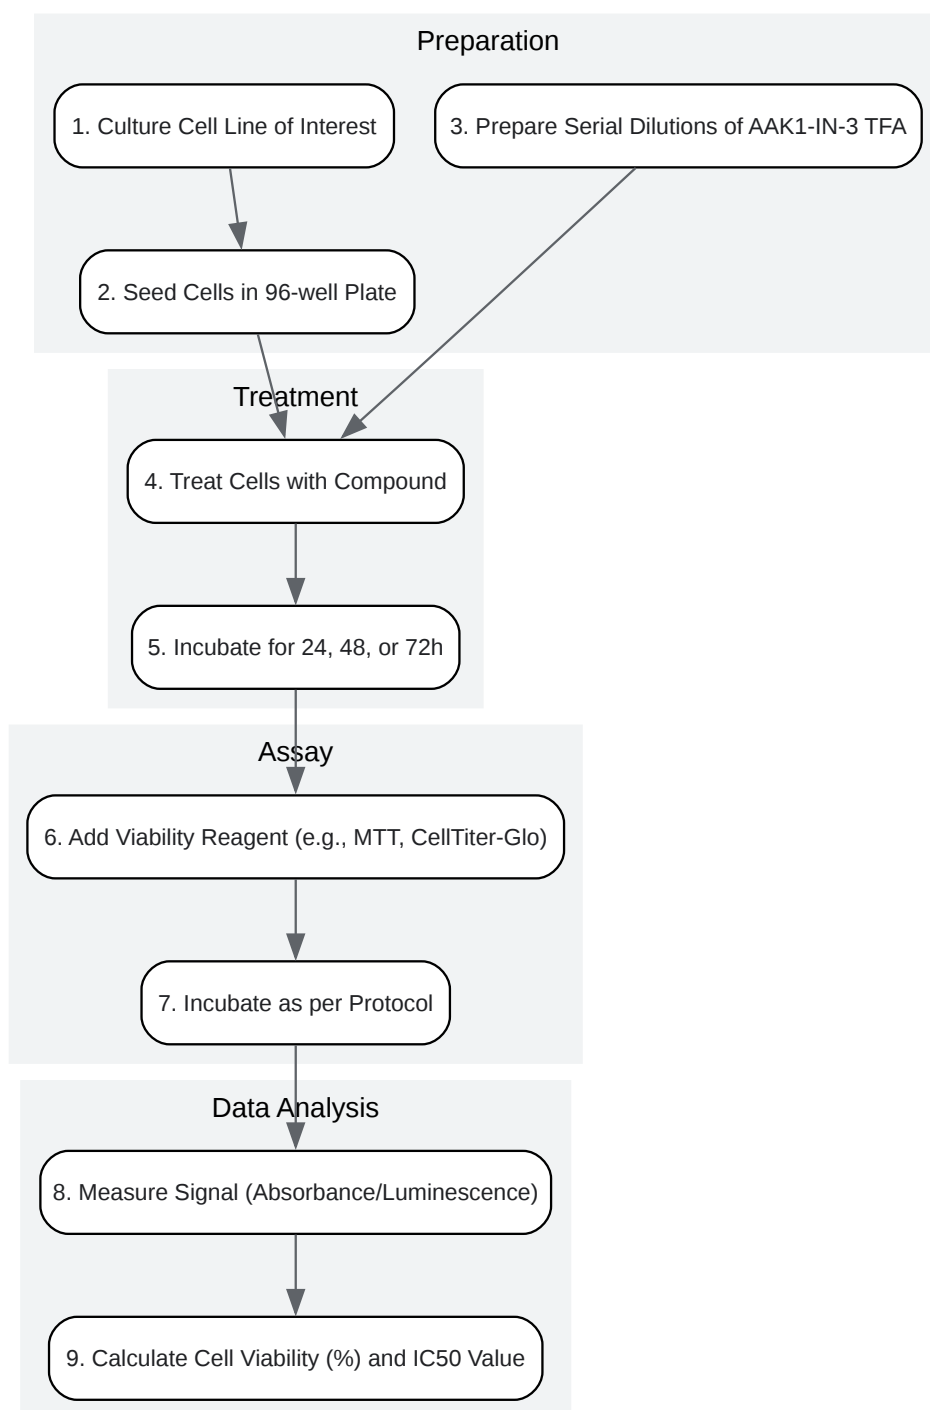 Preparation
1. Culture Cell Line of Interest
3. Prepare Serial Dilutions of AAK1-IN-3 TFA
2. Seed Cells in 96-well Plate
Treatment
4. Treat Cells with Compound
5. Incubate for 24, 48, or 72h
Assay
6. Add Viability Reagent (e.g., MTT, CellTiter-Glo)
7. Incubate as per Protocol
Data Analysis
8. Measure Signal (Absorbance/Luminescence)
9. Calculate Cell Viability (%) and IC50 Value